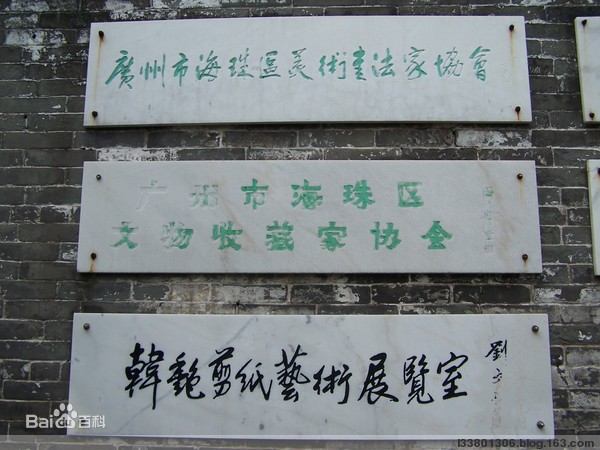 廣州市海珠區美術書法家協會
广州市海珠区
文物收藏家协会
韓艷剪纸藝術展覽室
劉
Bai百科
l33801306.blog.163.com